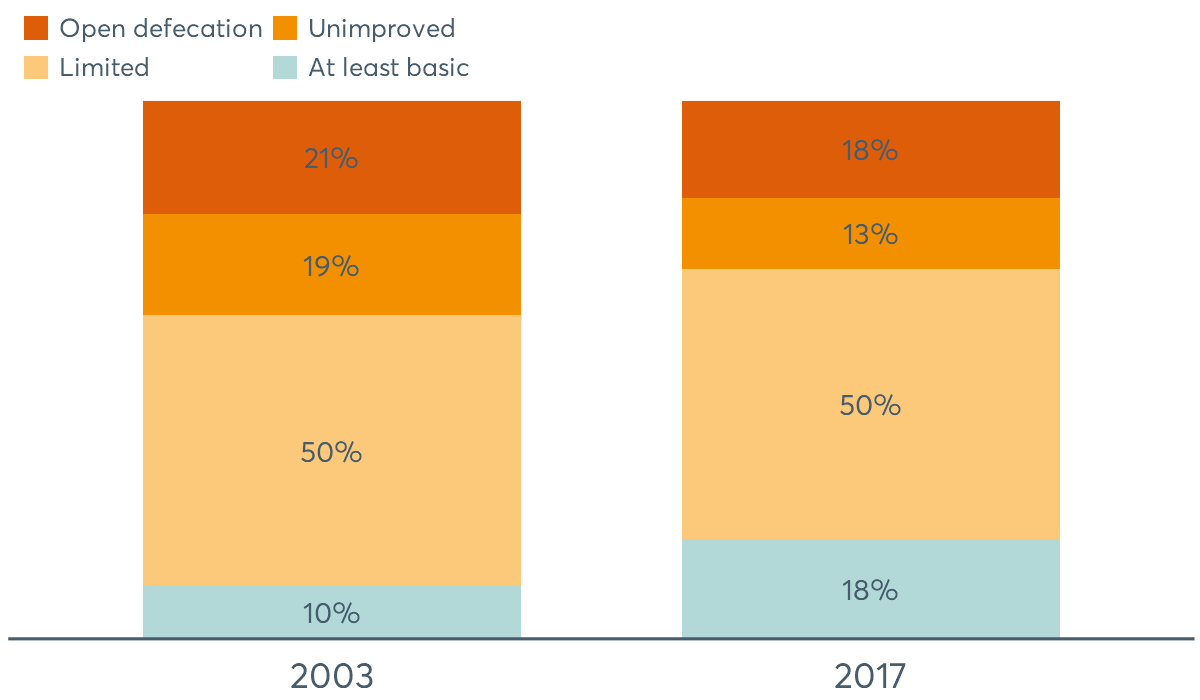 Open defecation Unimproved
Limited At least basic
21% 18%
19% 13%
50% 50%
10% 18%
2003 2017